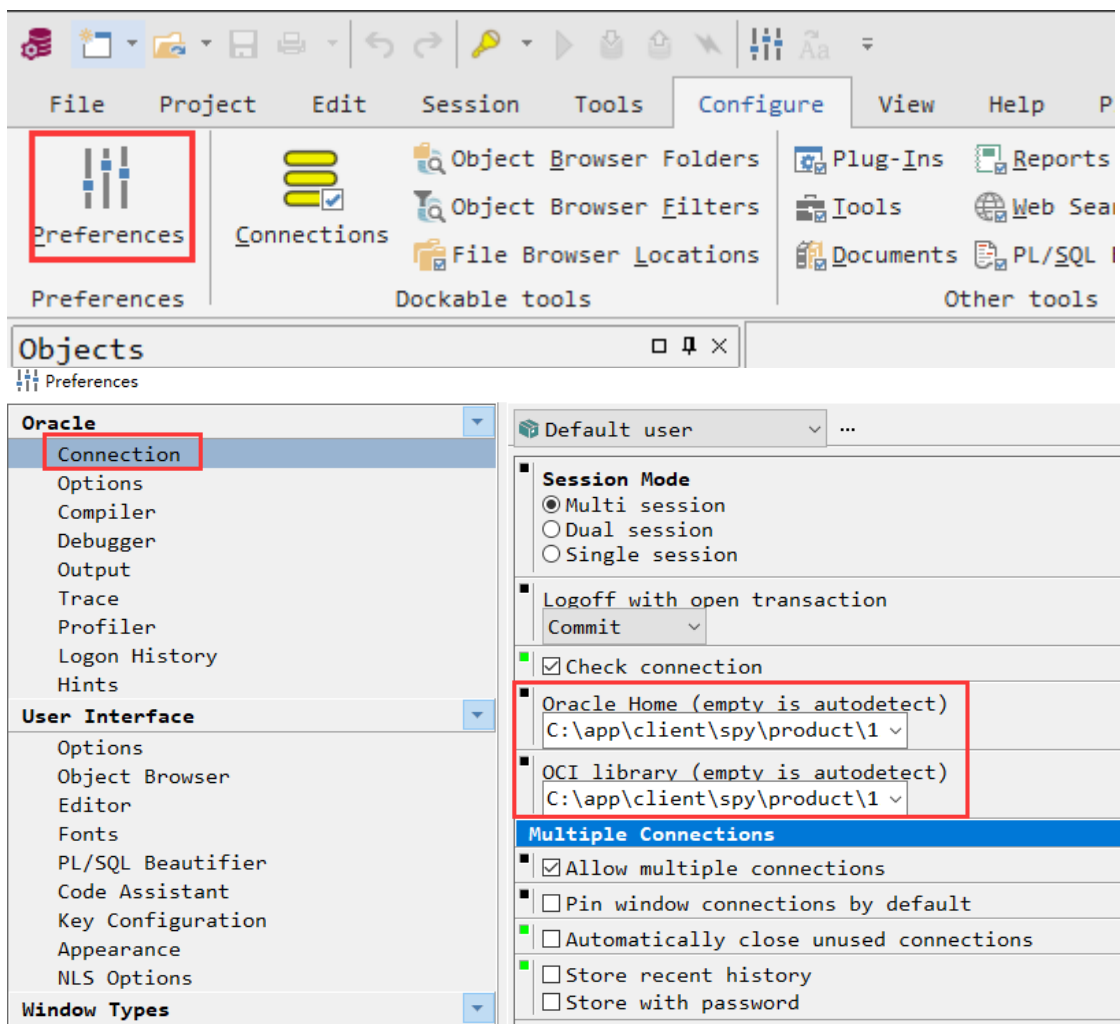 File Project Edit Session Tools Configure View Help P
Preferences
Connections
Object Browser Folders
Object Browser Filters
File Browser Locations
Plug-Ins
Tools
Documents
Reports
Web Sear
PL/SQL
Preferences
Dockable tools
Other tools
Objects
Preferences
Oracle
Connection
Options
Compiler
Debugger
Output
Trace
Profiler
Logon History
Hints
User Interface
Options
Object Browser
Editor
Fonts
PL/SQL Beautifier
Code Assistant
Key Configuration
Appearance
NLS Options
Window Types
Default user ...
Session Mode
Multi session
Dual session
Single session
Logoff with open transaction
Commit
Check connection
Oracle Home (empty is autodetect)
C:\app\client\spy\product\1
OCI library (empty is autodetect)
C:\app\client\spy\product\1
Multiple Connections
Allow multiple connections
Pin window connections by default
Automatically close unused connections
Store recent history
Store with password